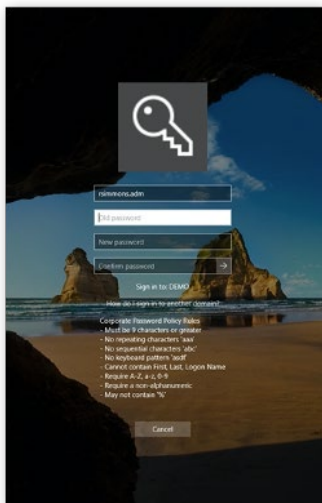 rsimmons.adm
Old password
New password
Confirm password
Sign in to: DEMO
How do I sign in to another domain?
Corporate Password Policy Rules
- Must be 9 characters or greater
- No repeating characters 'aaa'
- No sequential characters 'abc'
- No keyboard pattern 'asdf'
- Cannot contain First, Last, Logon Name
- Require A-Z, a-z, 0-9
- Require a non-alphanumeric
- May not contain '%'
Cancel